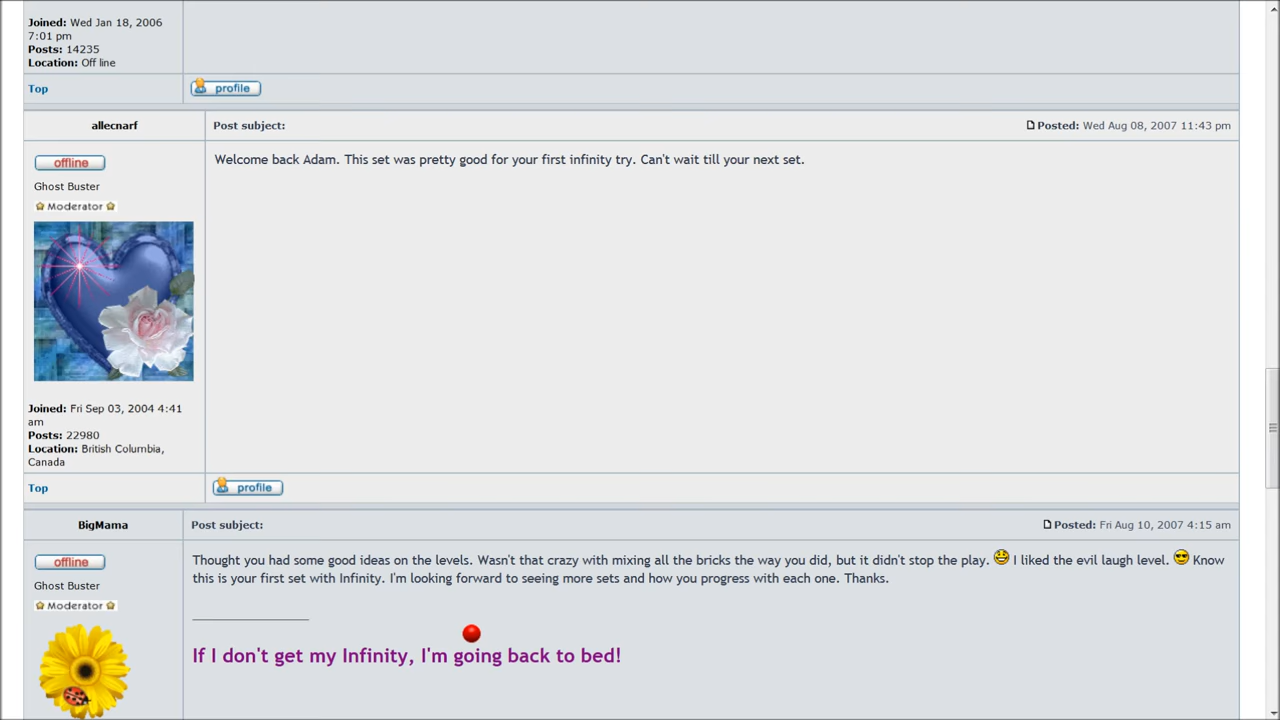 Joined: Wed Jan 18, 2006
7:01 pm
Posts: 14235
Location: Off line
Top
profile
allecnarf
Post subject:
Posted: Wed Aug 08, 2007 11:43 pm
offline
Ghost Buster
Moderator
Welcome back Adam. This set was pretty good for your first infinity try. Can't wait till your next set.
Joined: Fri Sep 03, 2004 4:41
am
Posts: 22980
Location: British Columbia,
Canada
Top
profile
BigMama
Post subject:
Posted: Fri Aug 10, 2007 4:15 am
offline
Ghost Buster
Moderator
Thought you had some good ideas on the levels. Wasn't that crazy with mixing all the bricks the way you did, but it didn't stop the play. I liked the evil laugh level. Know
this is your first set with Infinity. I'm looking forward to seeing more sets and how you progress with each one. Thanks.
If I don't get my Infinity, I'm going back to bed!